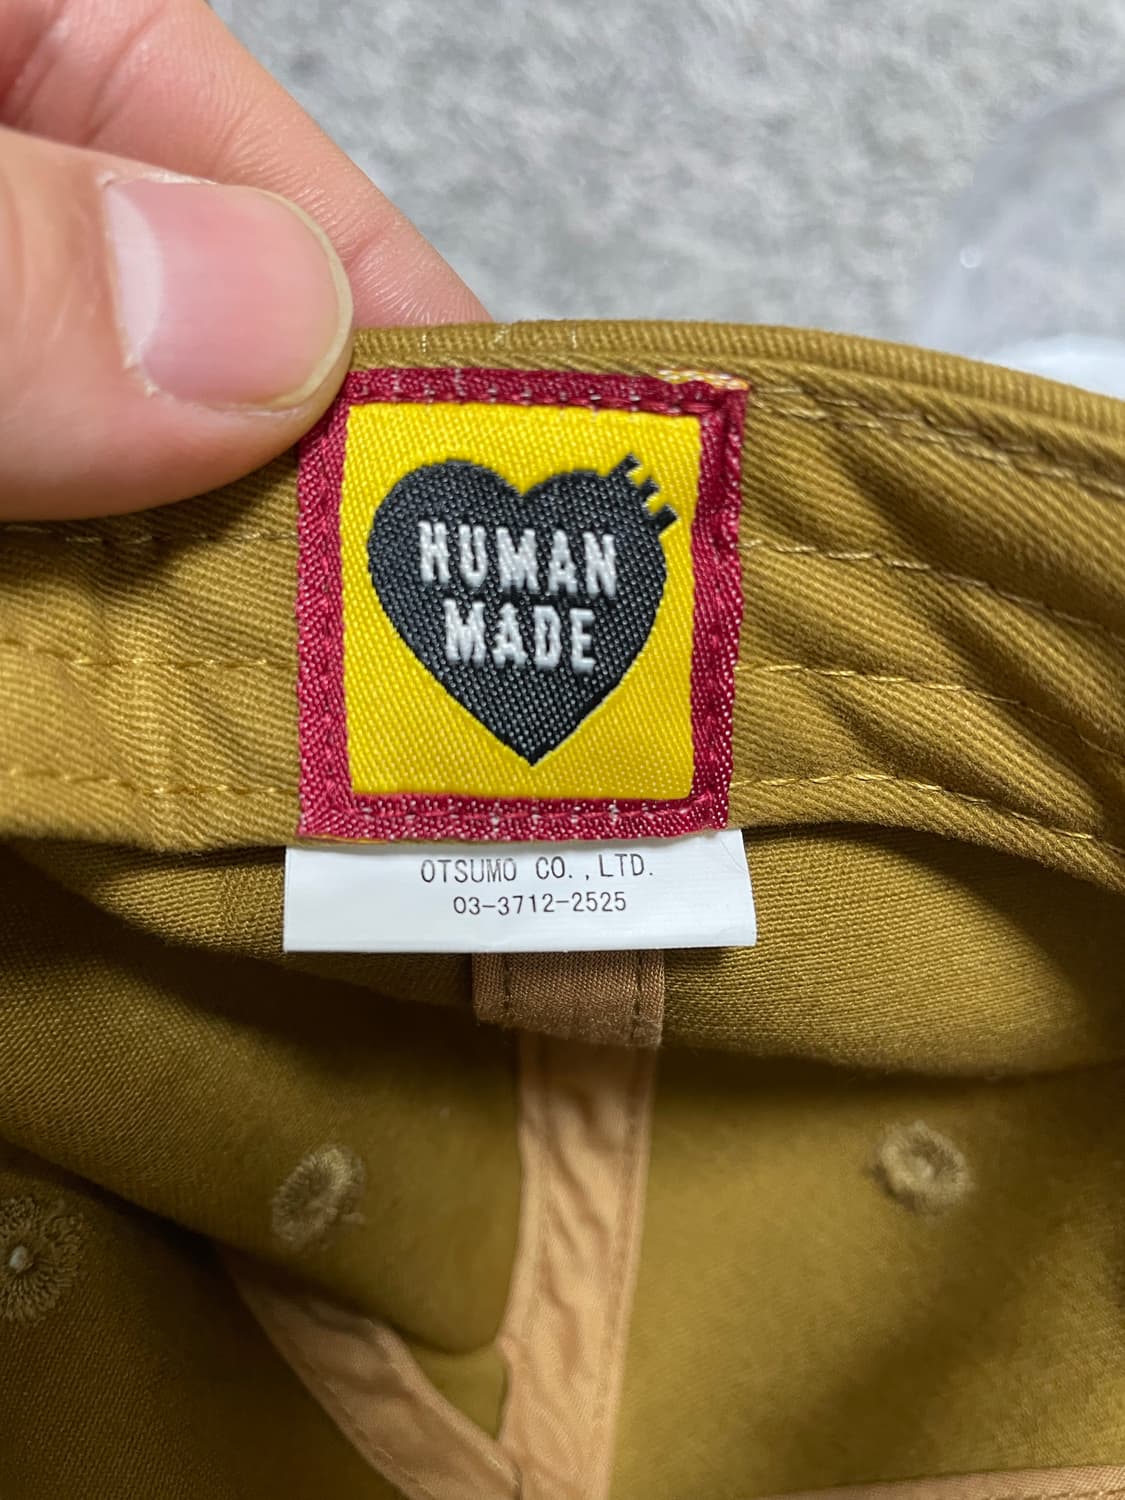 HUMAN
MADE
OTSUMO CO.,LTD.
03-3712-2525